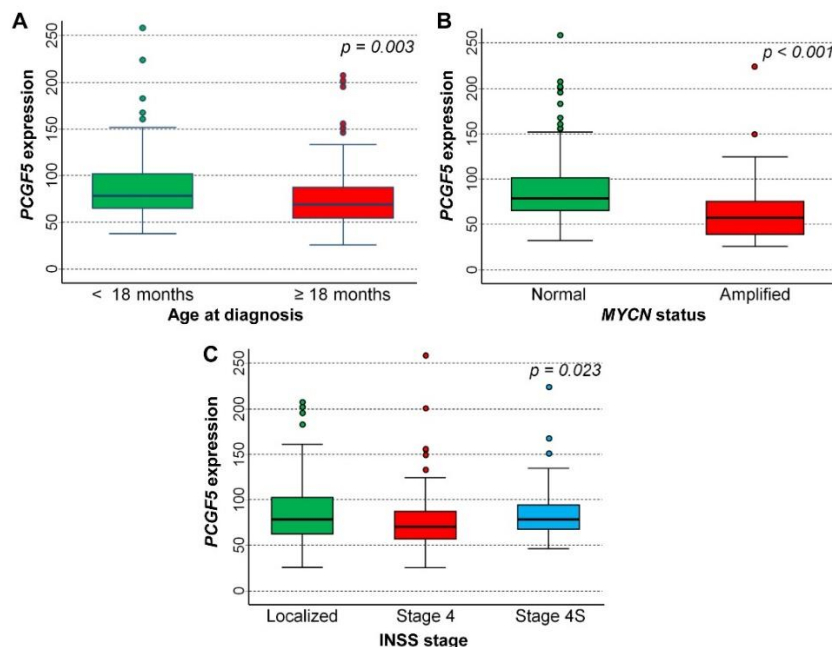 A
p = 0.003
PCGF5 expression
250
200
150
100
50
0
< 18 months
≥ 18 months
Age at diagnosis
B
p < 0.001
PCGF5 expression
250
200
150
100
50
0
Normal
Amplified
MYCN status
C
p = 0.023
PCGF5 expression
250
200
150
100
50
0
Localized
Stage 4
Stage 4S
INSS stage